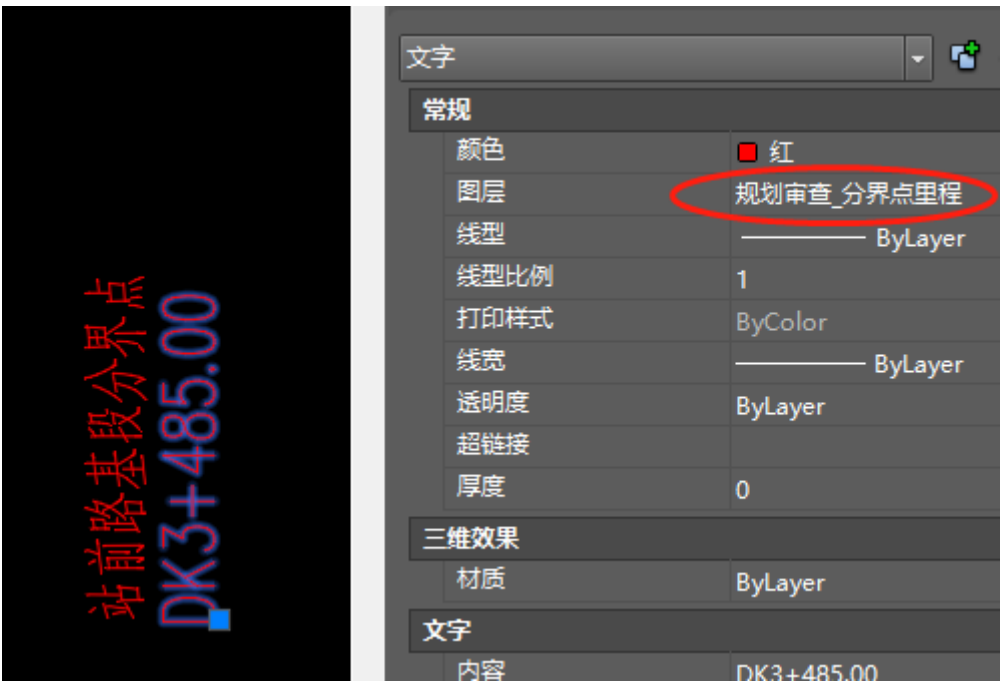 站前路基段分界点
DK3+485.00
文字
常规
颜色 红
图层 规划审查_分界点里程
线型 ByLayer
线型比例 1
打印样式 ByColor
线宽 ByLayer
透明度 ByLayer
超链接
厚度 0
三维效果
材质 ByLayer
文字
内容 DK3+485.00